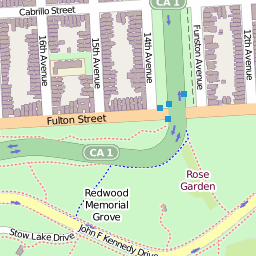 Cabrillo Street
CA 1
16th Avenue
15th Avenue
14th Avenue
Funston Avenue
12th Avenue
Fulton Street
CA 1
Rose
Garden
Redwood
Memorial
Grove
Stow Lake Drive
John F Kennedy Drive